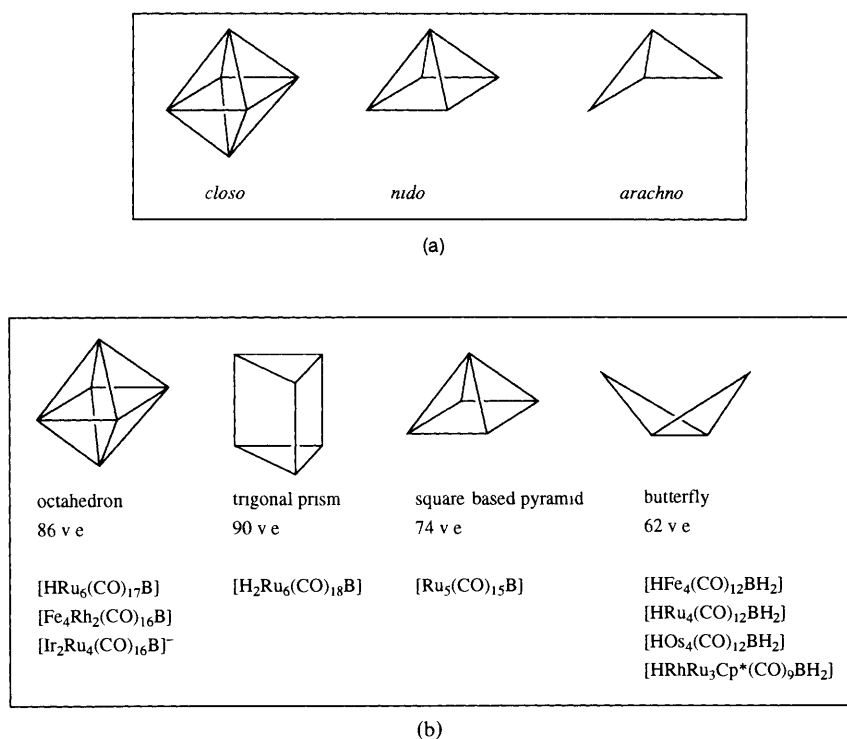 closo nido arachno
(a)
octahedron trigonal prism square based pyramid butterfly
86 v e 90 v e 74 v e 62 v e
[HRu₆(CO)₁₇B] [H₂Ru₆(CO)₁₈B] [Ru₅(CO)₁₅B] [HFe₄(CO)₁₂BH₂]
[Fe₄Rh₂(CO)₁₆B] [HRu₄(CO)₁₂BH₂]
[Ir₂Ru₄(CO)₁₆B]⁻ [HOs₄(CO)₁₂BH₂]
[HRhRu₃Cp*(CO)₉BH₂]
(b)